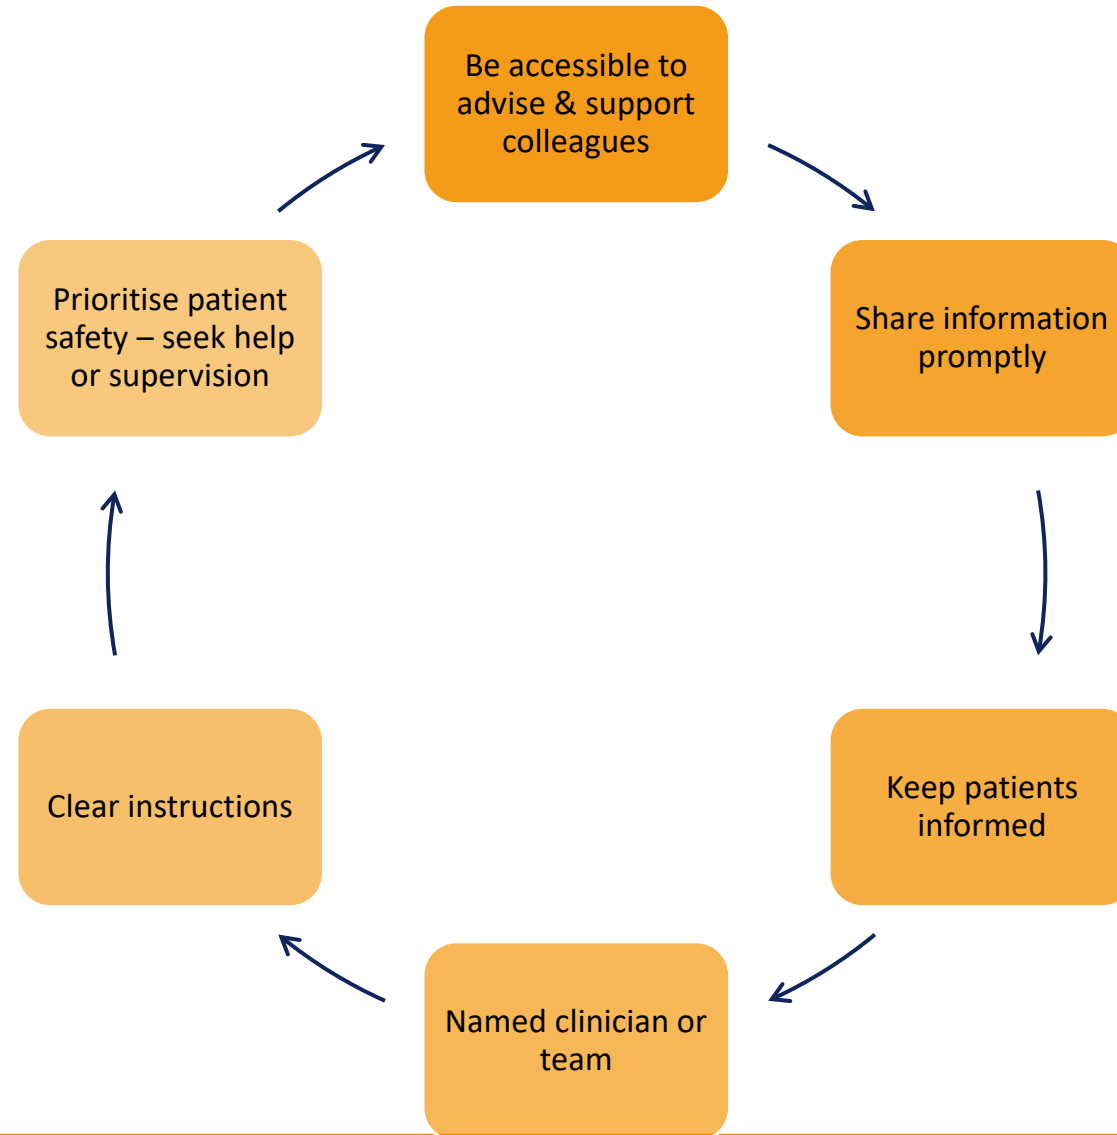 Be accessible to
advise & support
colleagues
Share information
promptly
Keep patients
informed
Named clinician or
team
Clear instructions
Prioritise patient
safety – seek help
or supervision